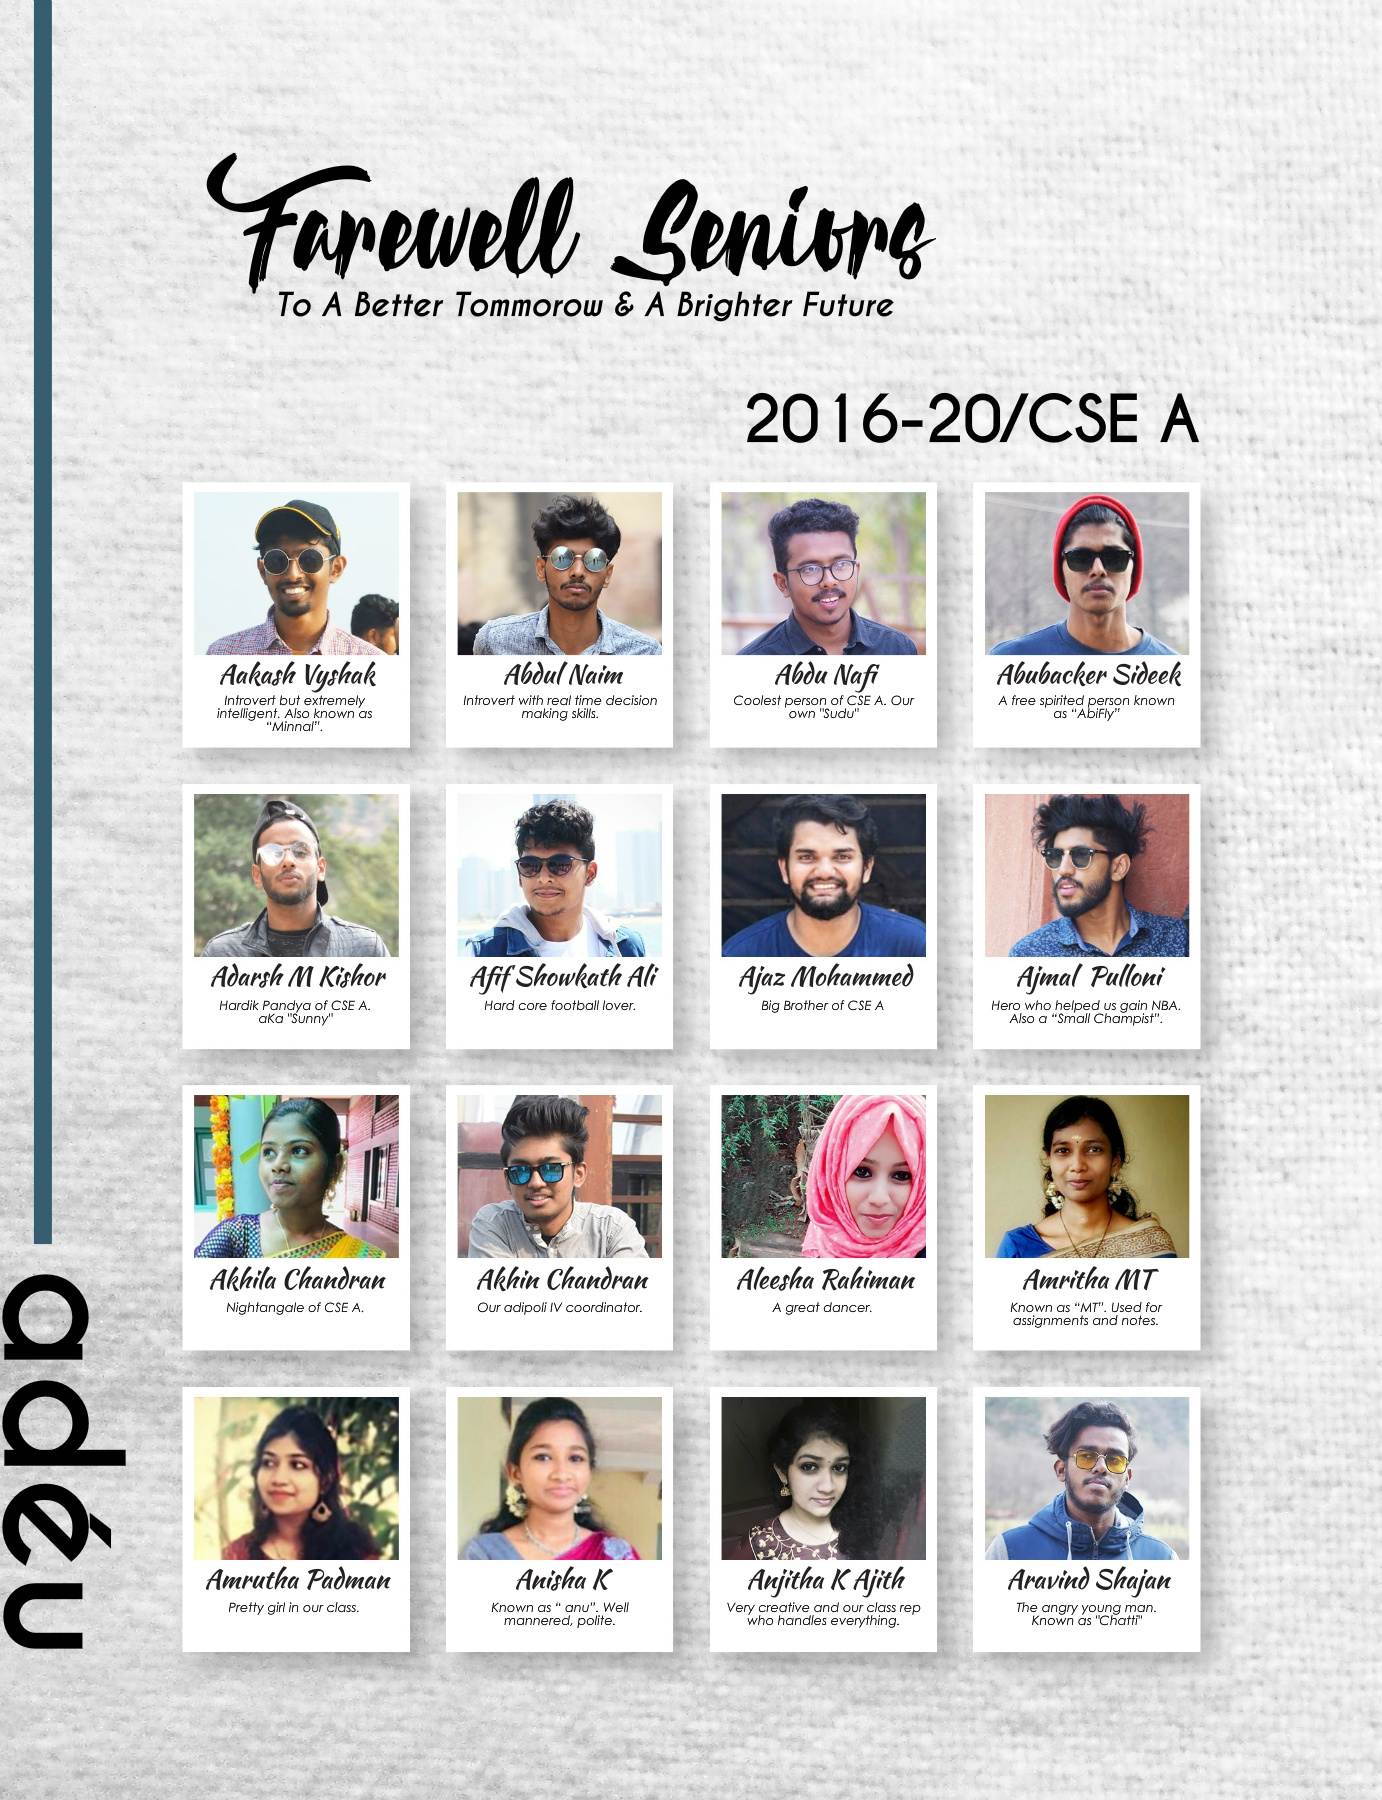 Farewell Seniors
To A Better Tommorow & A Brighter Future
2016-20/CSE A
Aakash Vyshak
Introvert but extremely
intelligent. Also known as
“Minnal”.
Abdul Naim
Introvert with real time decision
making skills.
Abdu Nafi
Coolest person of CSE A. Our
own "Sudu"
Abubacker Sideek
A free spirited person known
as “AbiFly”
Adarsh M Kishor
Hardik Pandya of CSE A.
aKa "Sunny"
Afif Showkath Ali
Hard core football lover.
Ajaz Mohammed
Big Brother of CSE A
Ajmal Pulloni
Hero who helped us gain NBA.
Also a “Small Champist”.
Akhila Chandran
Nightangale of CSE A.
Akhin Chandran
Our adipoli IV coordinator.
Aleesha Rahiman
A great dancer.
Amritha MT
Known as “MT”. Used for
assignments and notes.
Amrutha Padman
Pretty girl in our class.
Anisha K
Known as “ anu”. Well
mannered, polite.
Anjitha K Ajith
Very creative and our class rep
who handles everything.
Aravind Shajan
The angry young man.
Known as "Chatti"
adéu